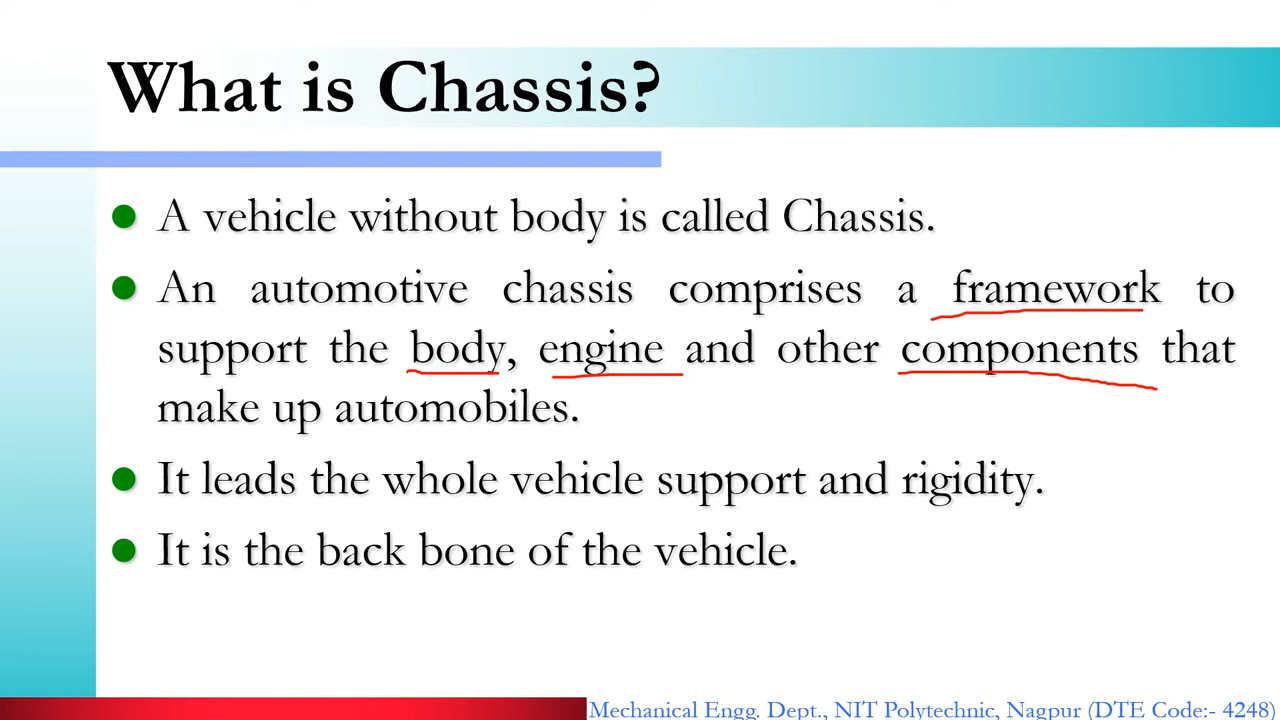 What is Chassis?
A vehicle without body is called Chassis.
An automotive chassis comprises a framework to
support the body, engine and other components that
make up automobiles.
It leads the whole vehicle support and rigidity.
It is the back bone of the vehicle.
Mechanical Engg. Dept., NIT Polytechnic, Nagpur (DTE Code:- 4248)